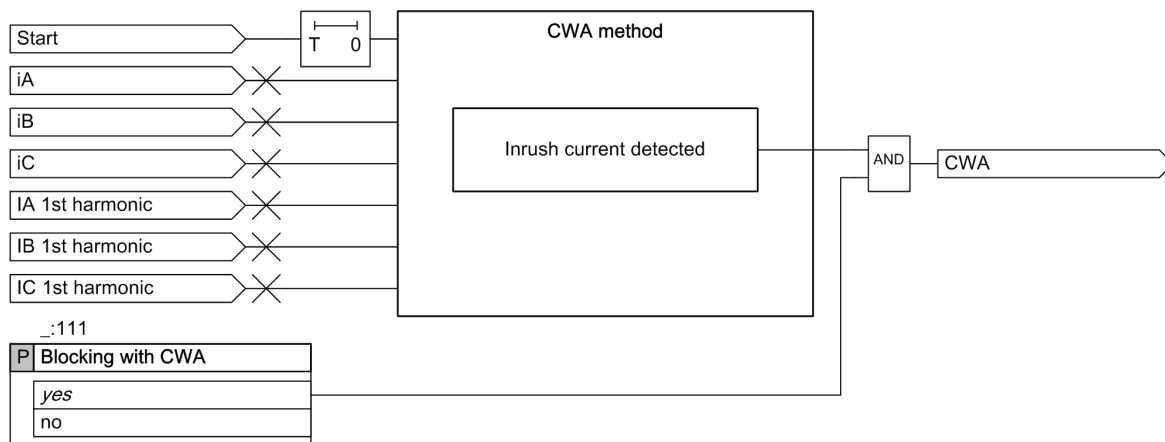 Start
T 0
CWA method
iA
iB
Inrush current detected
iC
AND
CWA
IA 1st harmonic
IB 1st harmonic
IC 1st harmonic
_:111
P Blocking with CWA
yes
no